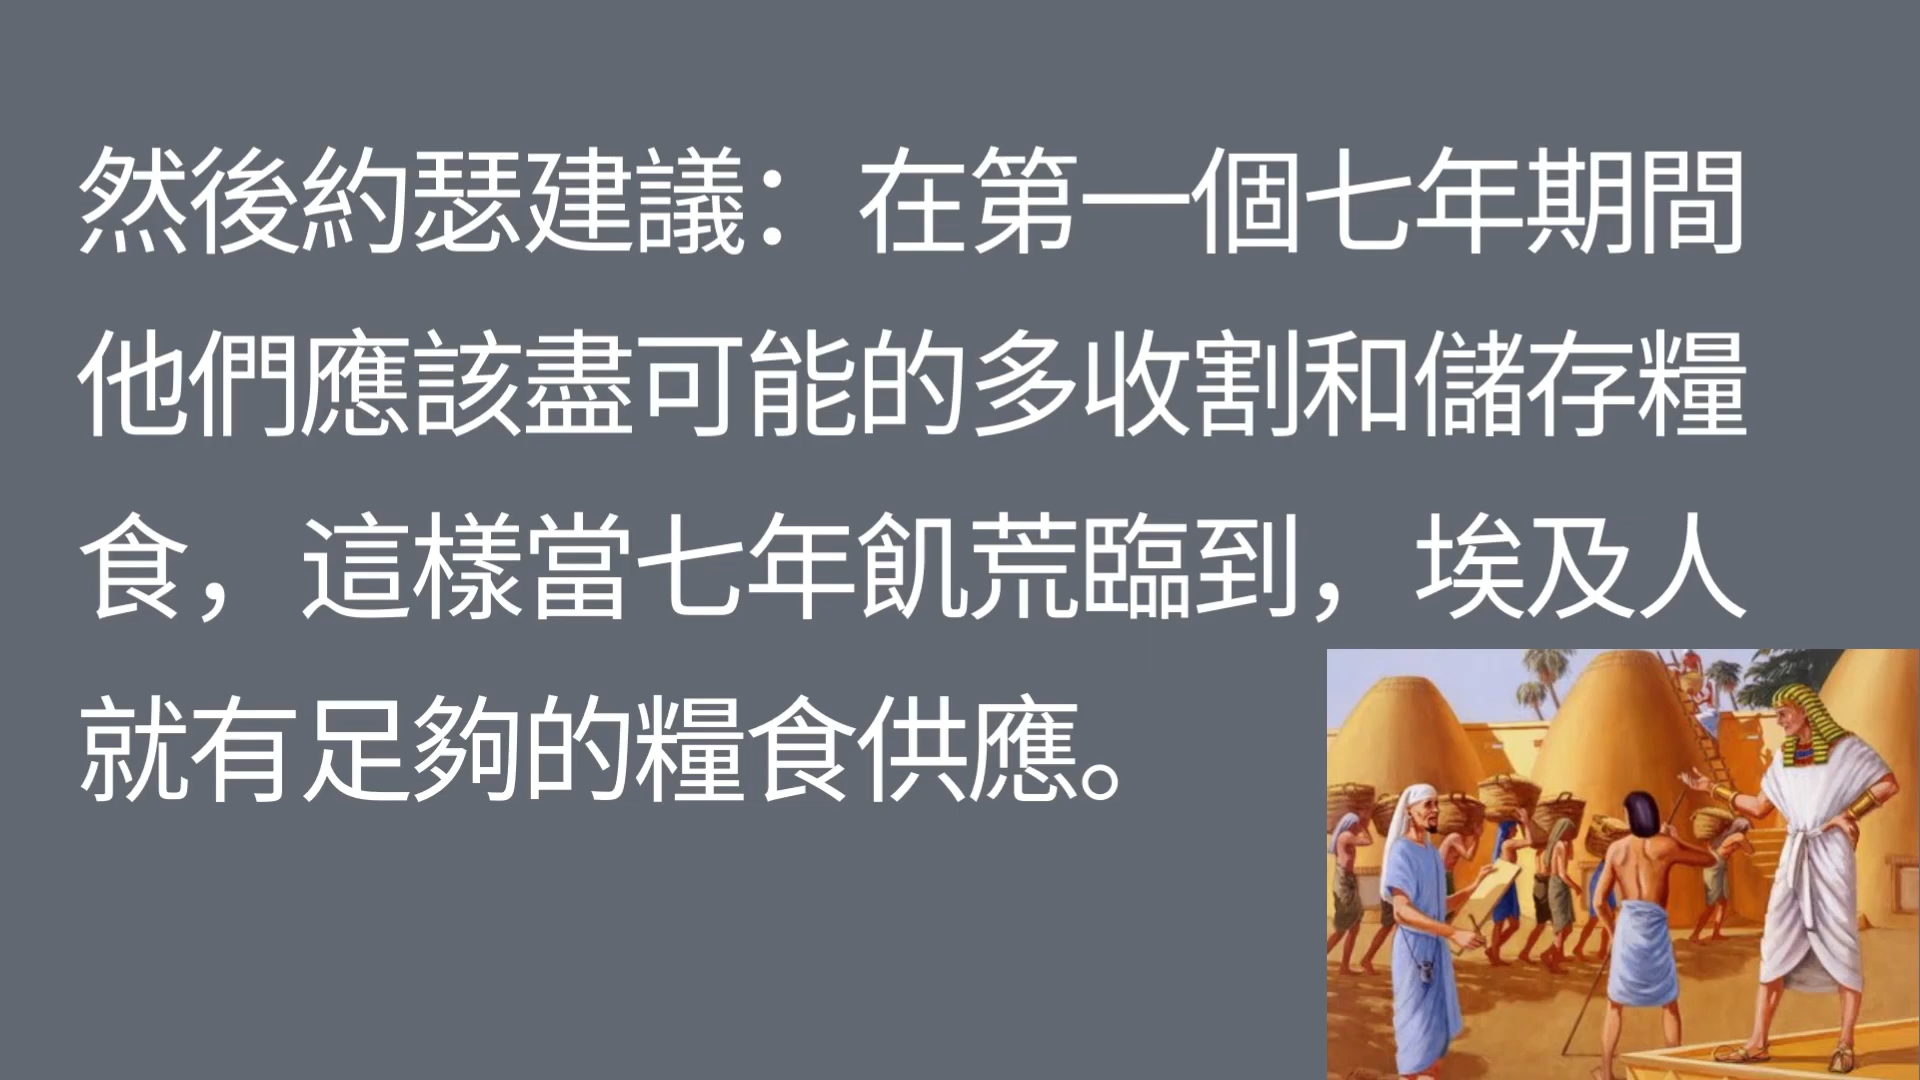 然後約瑟建議：在第一個七年期間
他們應該盡可能的多收割和儲存糧
食，這樣當七年飢荒臨到，埃及人
就有足夠的糧食供應。